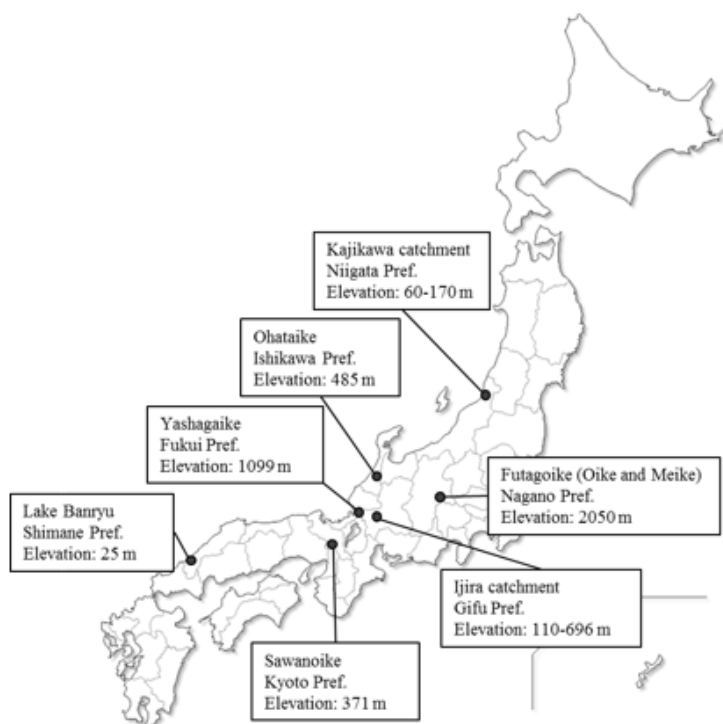 Kajikawa catchment
Niigata Pref.
Elevation: 60-170 m
Ohataike
Ishikawa Pref.
Elevation: 485 m
Yashagaike
Fukui Pref.
Elevation: 1099 m
Futagoike (Oike and Meike)
Nagano Pref.
Elevation: 2050 m
Lake Banryu
Shimane Pref.
Elevation: 25 m
Ijira catchment
Gifu Pref.
Elevation: 110-696 m
Sawanoike
Kyoto Pref.
Elevation: 371 m